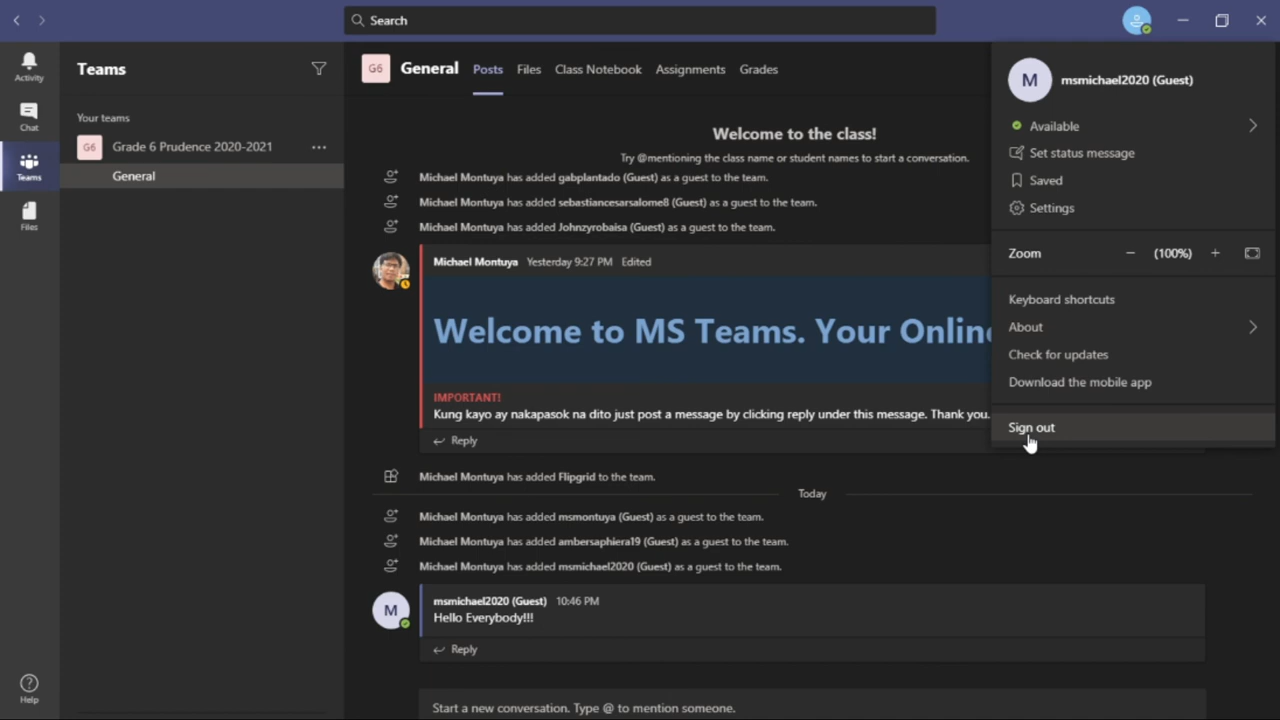 Search
Activity
Chat
Teams
Files
Help
Teams
Your teams
G6 Grade 6 Prudence 2020-2021 ...
General
G6 General Posts Files Class Notebook Assignments Grades
Welcome to the class!
Try @mentioning the class name or student names to start a conversation.
Michael Montuya has added gabplantado (Guest) as a guest to the team.
Michael Montuya has added sebastiancesarsalome8 (Guest) as a guest to the team.
Michael Montuya has added Johnzyrobaisa (Guest) as a guest to the team.
Michael Montuya Yesterday 9:27 PM Edited
Welcome to MS Teams. Your Online
IMPORTANT!
Kung kayo ay nakapasok na dito just post a message by clicking reply under this message. Thank you.
Reply
Michael Montuya has added Flipgrid to the team.
Today
Michael Montuya has added msmontuya (Guest) as a guest to the team.
Michael Montuya has added ambersaphiera19 (Guest) as a guest to the team.
Michael Montuya has added msmichael2020 (Guest) as a guest to the team.
M msmichael2020 (Guest) 10:46 PM
Hello Everybody!!!
Reply
Start a new conversation. Type @ to mention someone.
M msmichael2020 (Guest)
Available
Set status message
Saved
Settings
Zoom − (100%) +
Keyboard shortcuts
About
Check for updates
Download the mobile app
Sign out